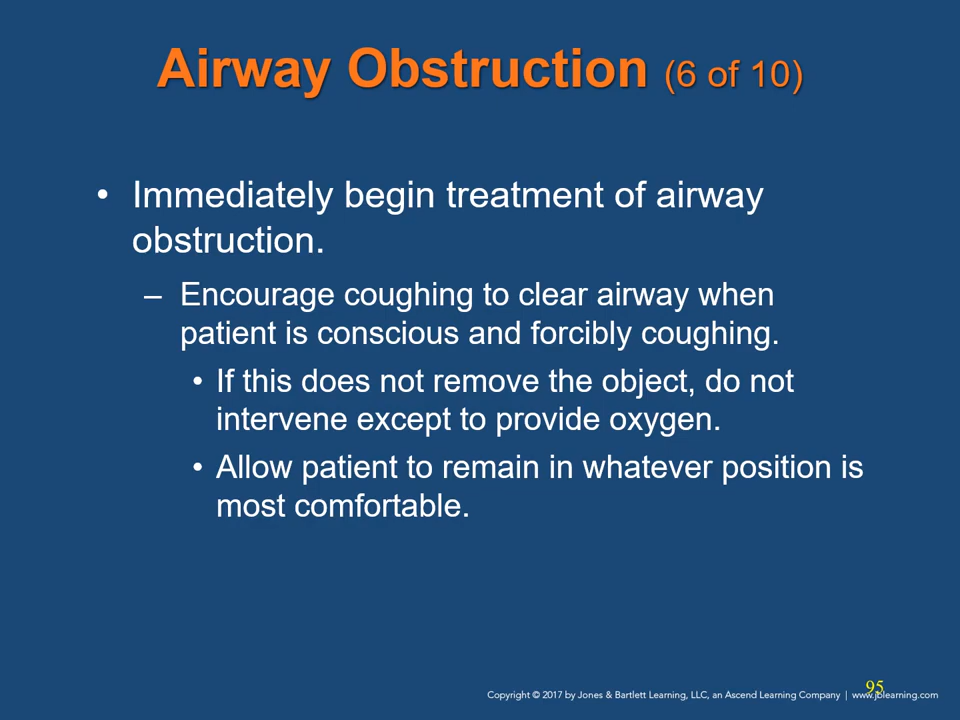 Airway Obstruction (6 of 10)
• Immediately begin treatment of airway
obstruction.
– Encourage coughing to clear airway when
patient is conscious and forcibly coughing.
• If this does not remove the object, do not
intervene except to provide oxygen.
• Allow patient to remain in whatever position is
most comfortable.
95
Copyright © 2017 by Jones & Bartlett Learning, LLC, an Ascend Learning Company | www.jblearning.com